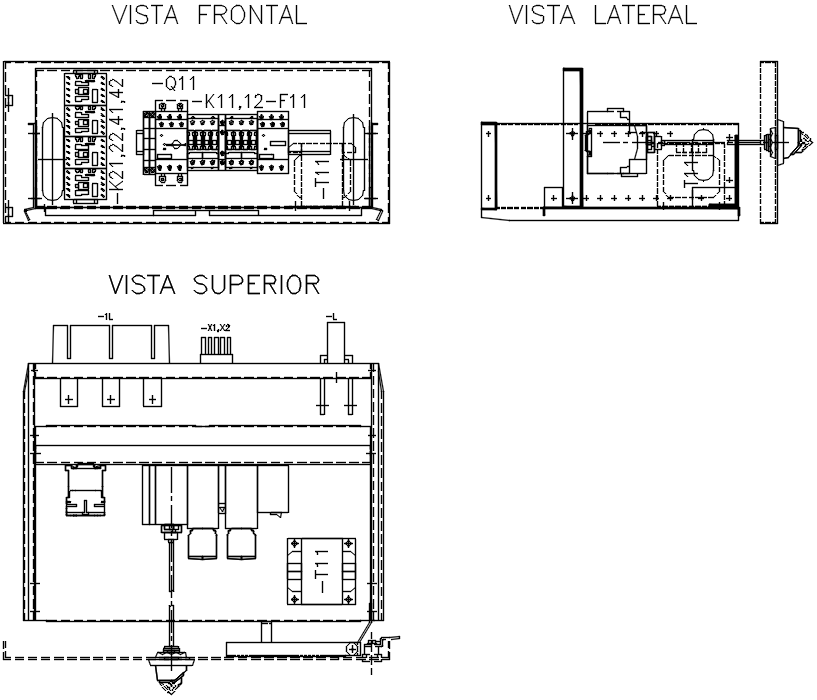 VISTA FRONTAL
VISTA LATERAL
-Q11
-K11,12-F11
-K21,22,41,42
-T11
-T11
VISTA SUPERIOR
-1L
-X1,X2
-L
-T11